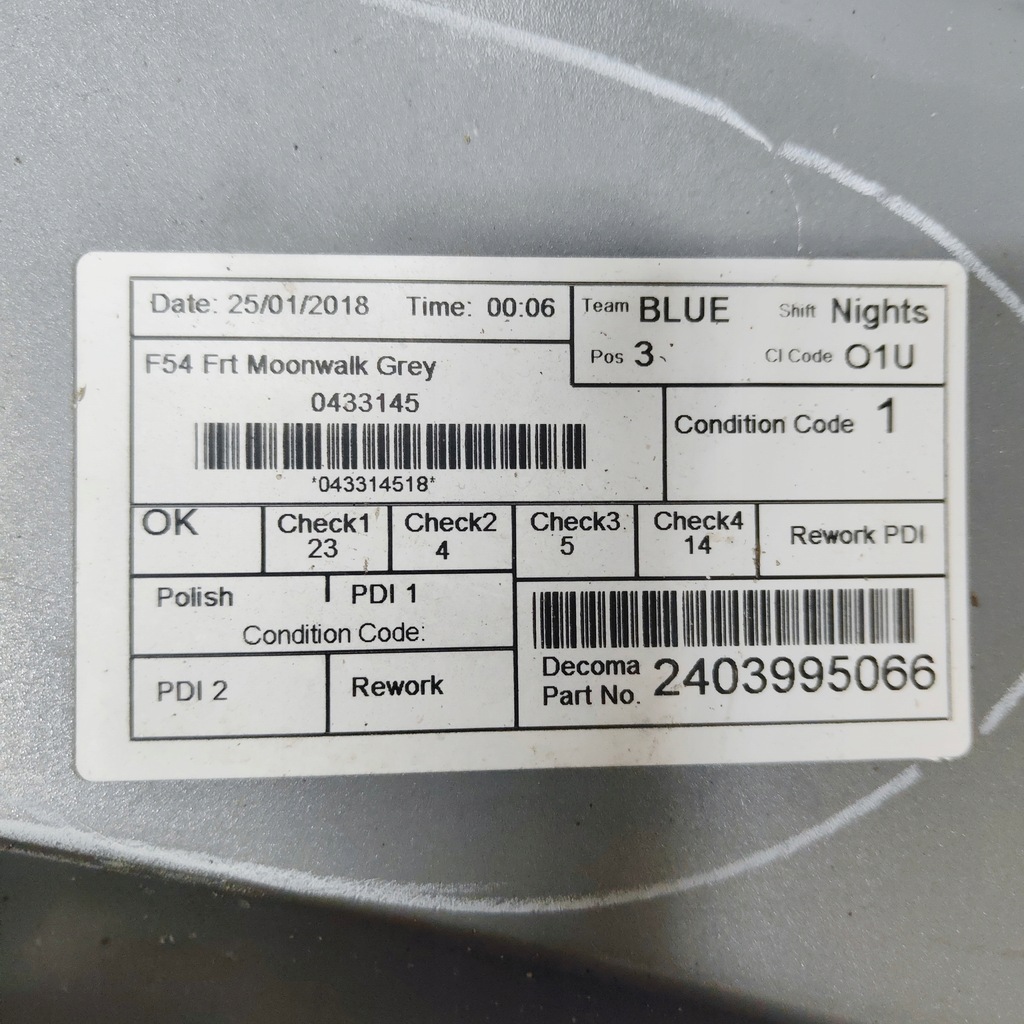 Date: 25/01/2018 Time: 00:06
Team BLUE Shift Nights
Pos 3 CI Code O1U
F54 Frt Moonwalk Grey
0433145
*043314518*
Condition Code 1
OK
Check1
23
Check2
4
Check3
5
Check4
14
Rework PDI
Polish PDI 1
Condition Code:
PDI 2 Rework
Decoma
Part No. 2403995066